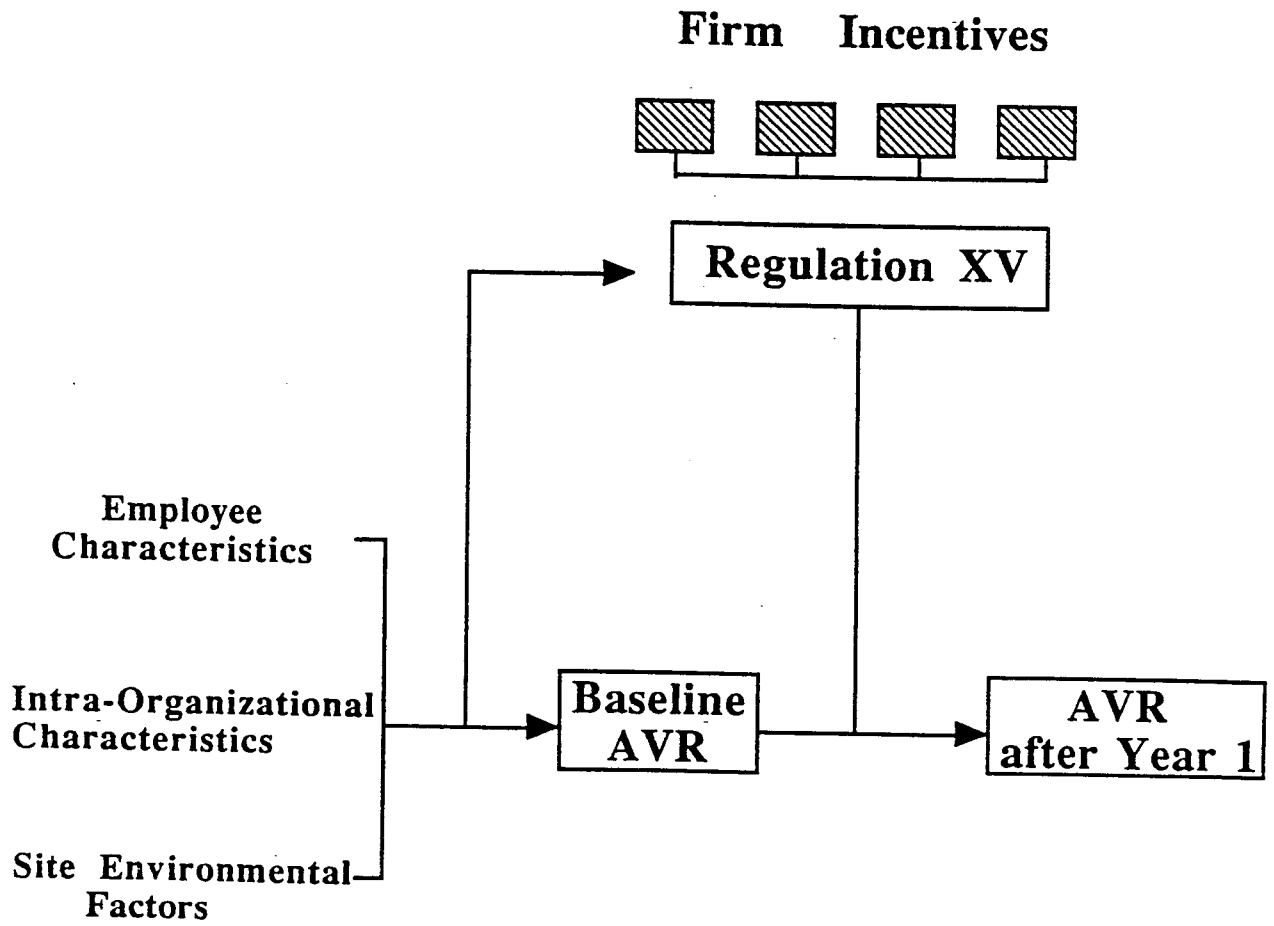 Firm Incentives
Regulation XV
Employee
Characteristics
Intra-Organizational
Characteristics
Site Environmental
Factors
Baseline
AVR
AVR
after Year 1